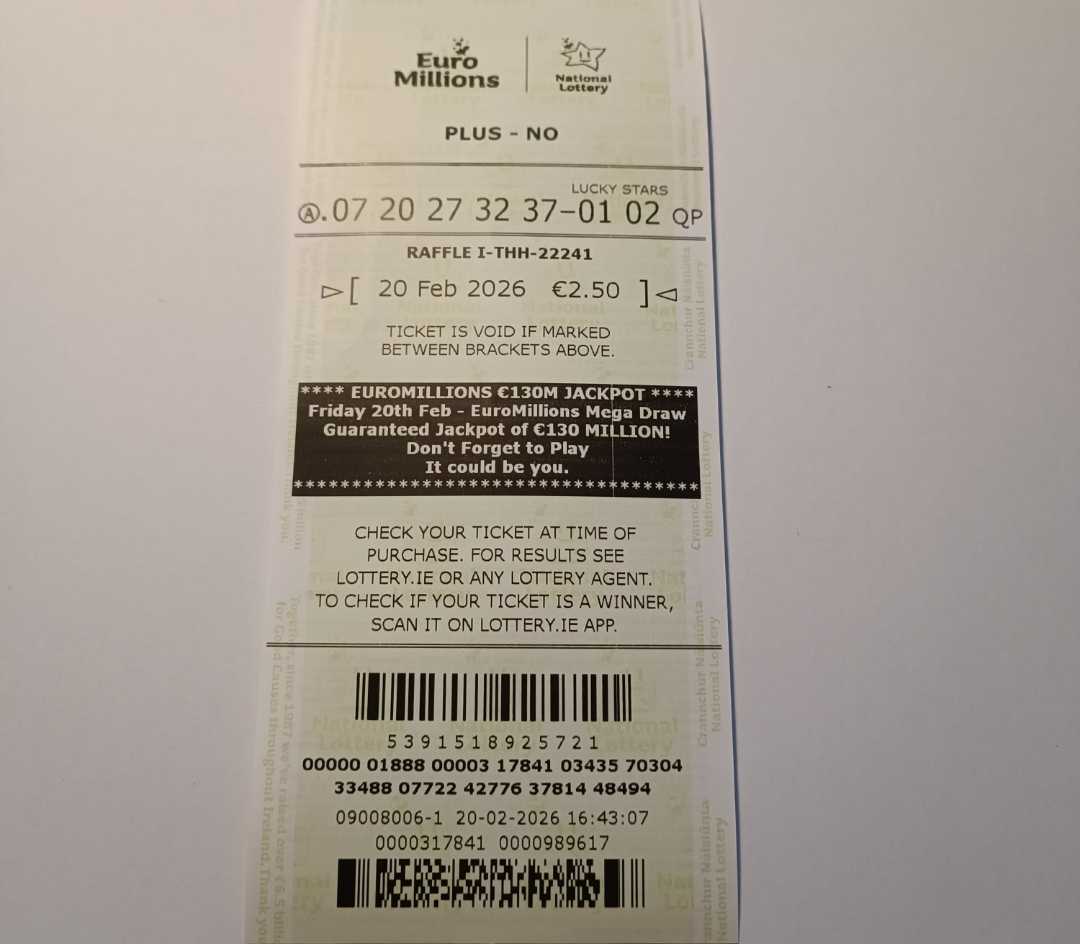 Euro
Millions
National
Lottery
PLUS - NO
LUCKY STARS
Ⓐ.07 20 27 32 37-01 02 QP
RAFFLE I-THH-22241
▷[ 20 Feb 2026 €2.50 ]◁
TICKET IS VOID IF MARKED
BETWEEN BRACKETS ABOVE.
**** EUROMILLIONS €130M JACKPOT ****
Friday 20th Feb - EuroMillions Mega Draw
Guaranteed Jackpot of €130 MILLION!
Don't Forget to Play
It could be you.
************************************
CHECK YOUR TICKET AT TIME OF
PURCHASE. FOR RESULTS SEE
LOTTERY.IE OR ANY LOTTERY AGENT.
TO CHECK IF YOUR TICKET IS A WINNER,
SCAN IT ON LOTTERY.IE APP.
5391518925721
00000 01888 00003 17841 03435 70304
33488 07722 42776 37814 48494
09008006-1 20-02-2026 16:43:07
0000317841 0000989617
Crannchur Náisiúnta
National Lottery